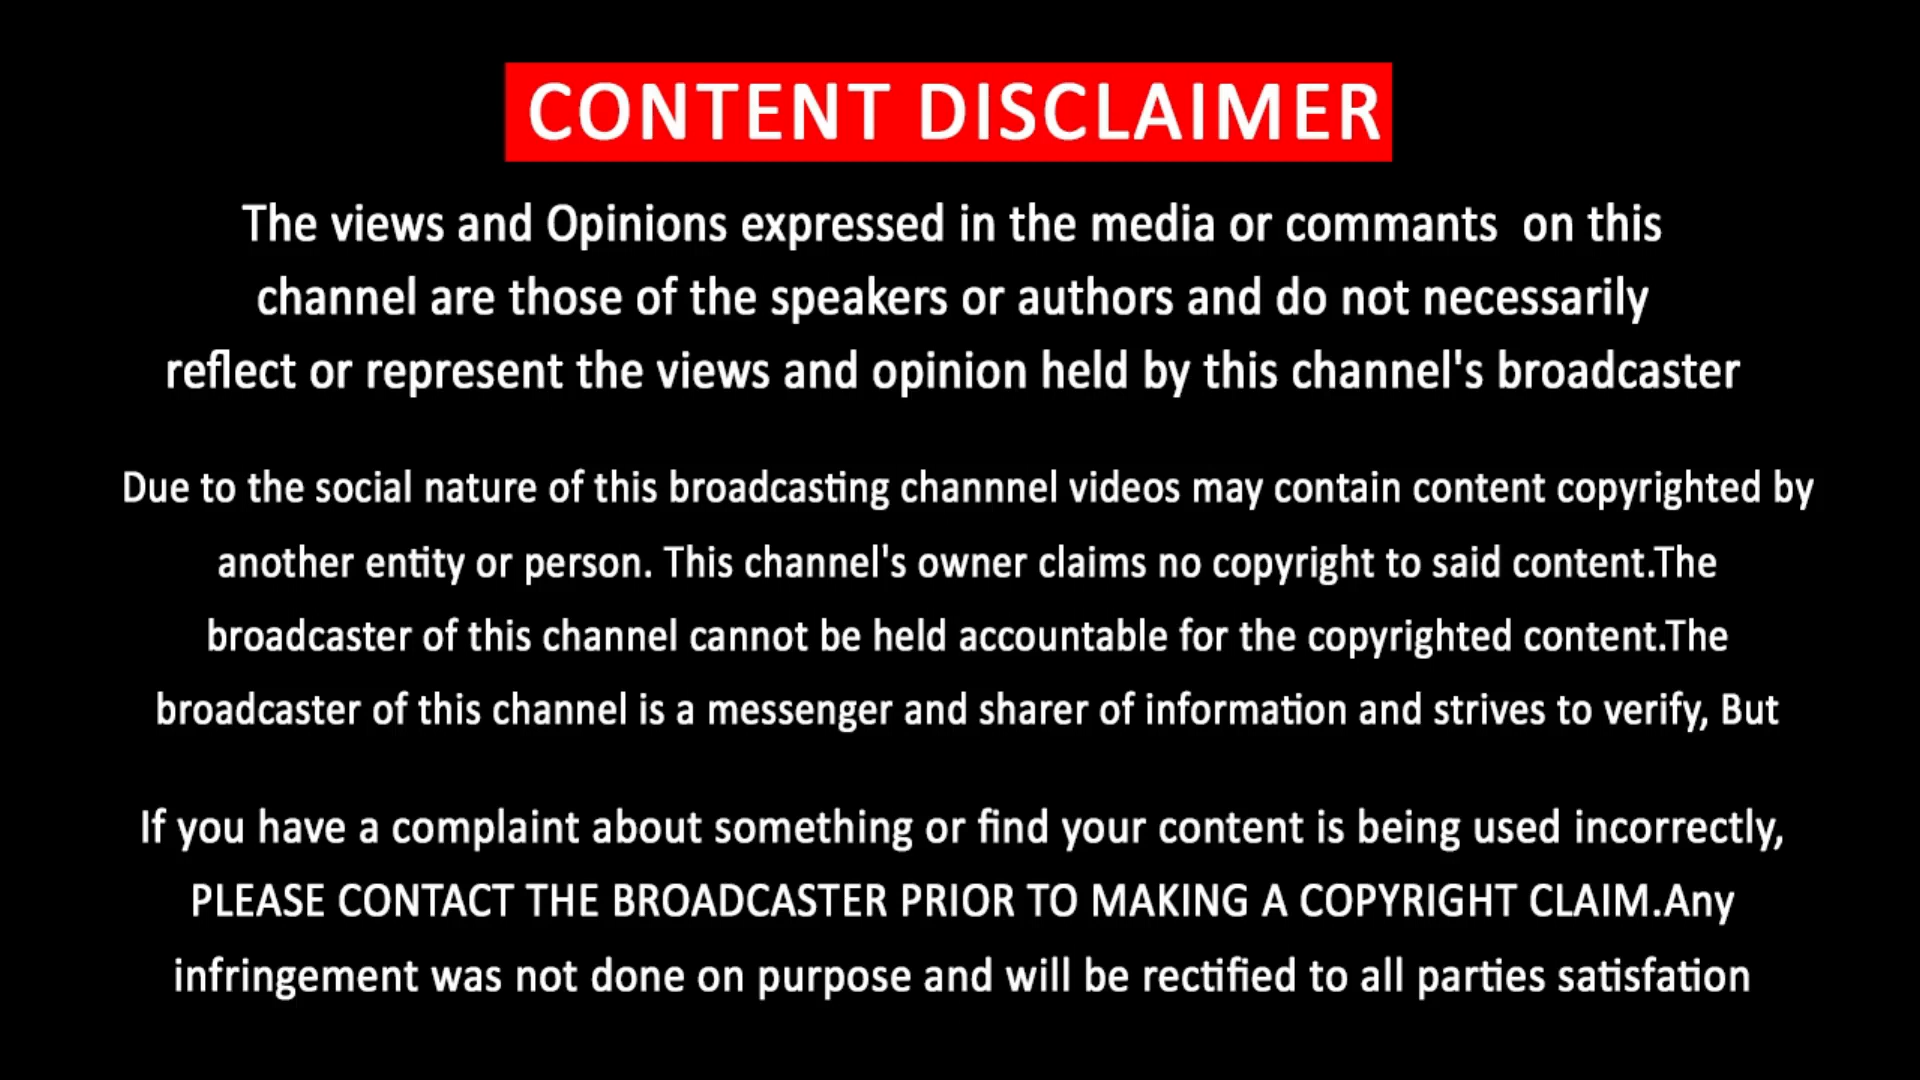 CONTENT DISCLAIMER
The views and Opinions expressed in the media or commants  on this
channel are those of the speakers or authors and do not necessarily
reflect or represent the views and opinion held by this channel's broadcaster
Due to the social nature of this broadcasting channnel videos may contain content copyrighted by
another entity or person. This channel's owner claims no copyright to said content.The
broadcaster of this channel cannot be held accountable for the copyrighted content.The
broadcaster of this channel is a messenger and sharer of information and strives to verify, But
If you have a complaint about something or find your content is being used incorrectly,
PLEASE CONTACT THE BROADCASTER PRIOR TO MAKING A COPYRIGHT CLAIM.Any
infringement was not done on purpose and will be rectified to all parties satisfation